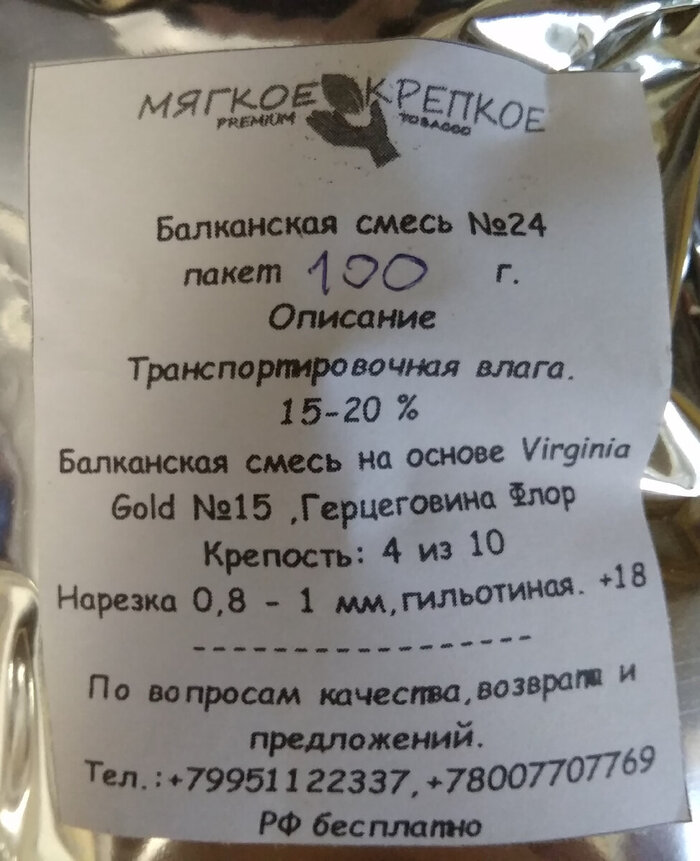 МЯГКОЕ КРЕПКОЕ
PREMIUM TOBACCO
Балканская смесь №24
пакет 100 г.
Описание
Транспортировочная влага.
15-20 %
Балканская смесь на основе Virginia
Gold №15 ,Герцеговина Флор
Крепость: 4 из 10
Нарезка 0,8 - 1 мм,гильотиная. +18
------------------
По вопросам качества,возврата и
предложений.
Тел.:+79951122337,+78007707769
РФ бесплатно